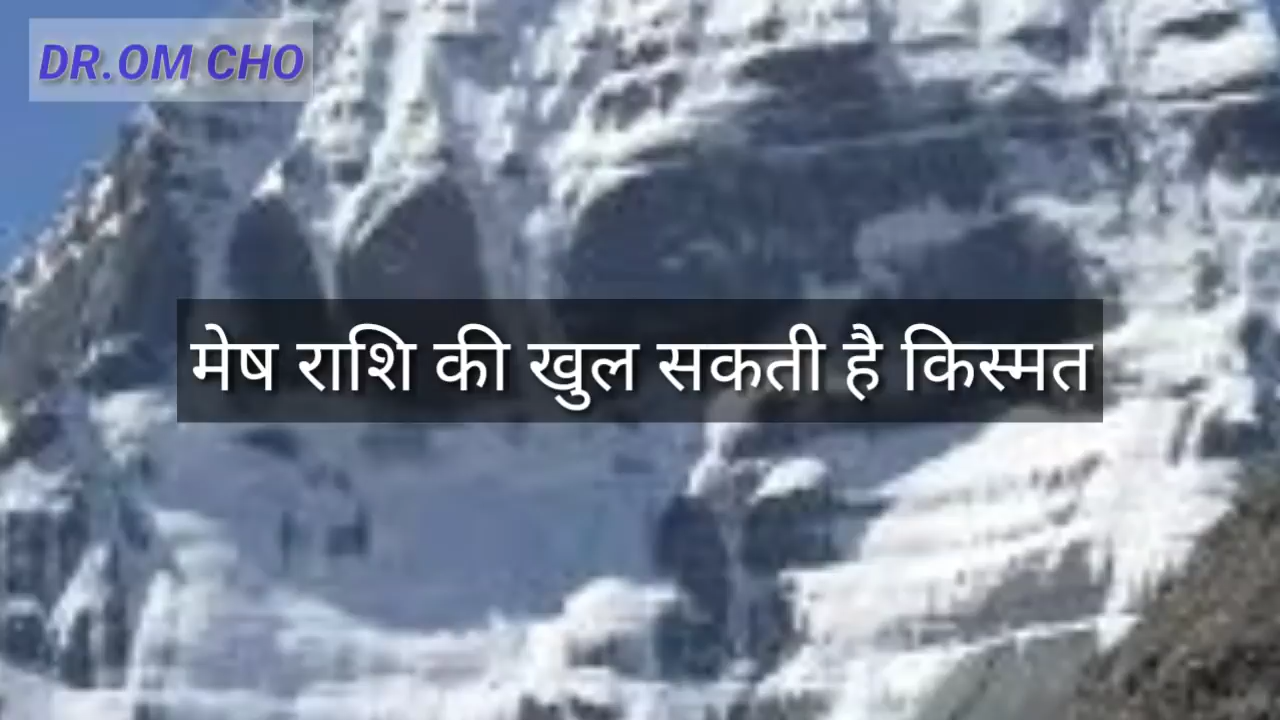 DR.OM CHO
मेष राशि की खुल सकती है किस्मत